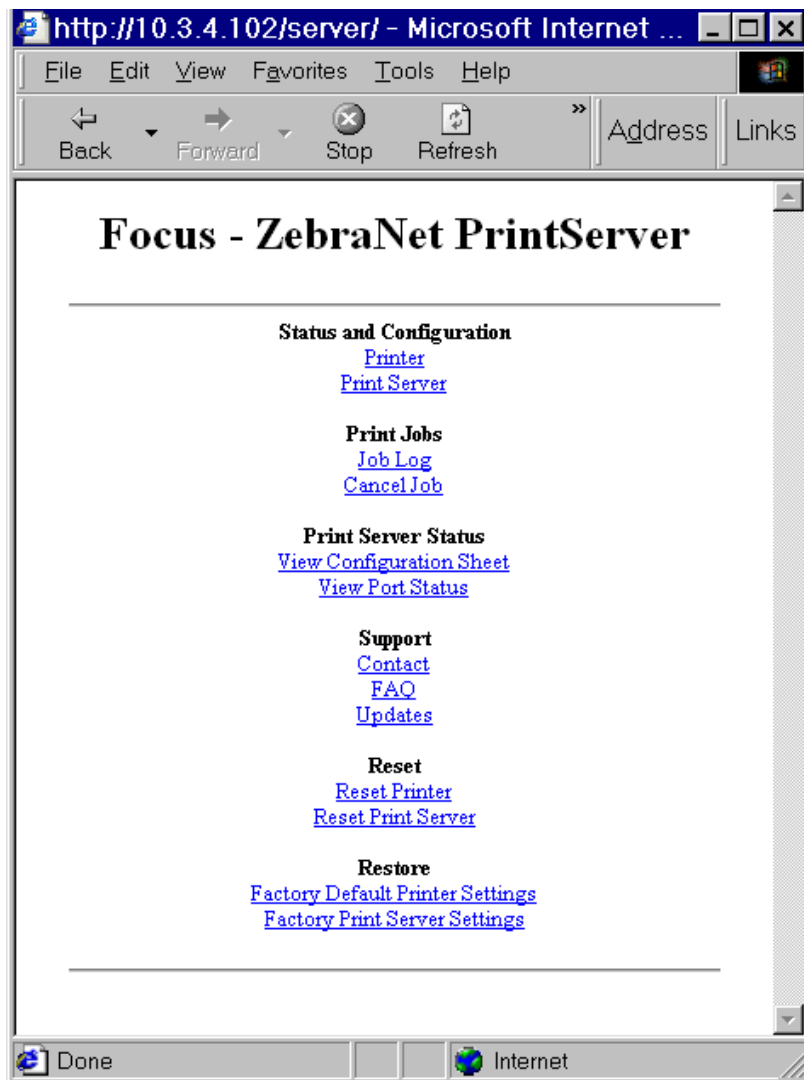 http://10.3.4.102/server/ - Microsoft Internet ...
File Edit View Favorites Tools Help
Back Forward Stop Refresh » Address Links
Focus - ZebraNet PrintServer
Status and Configuration
Printer
Print Server
Print Jobs
Job Log
Cancel Job
Print Server Status
View Configuration Sheet
View Port Status
Support
Contact
FAQ
Updates
Reset
Reset Printer
Reset Print Server
Restore
Factory Default Printer Settings
Factory Print Server Settings
Done Internet